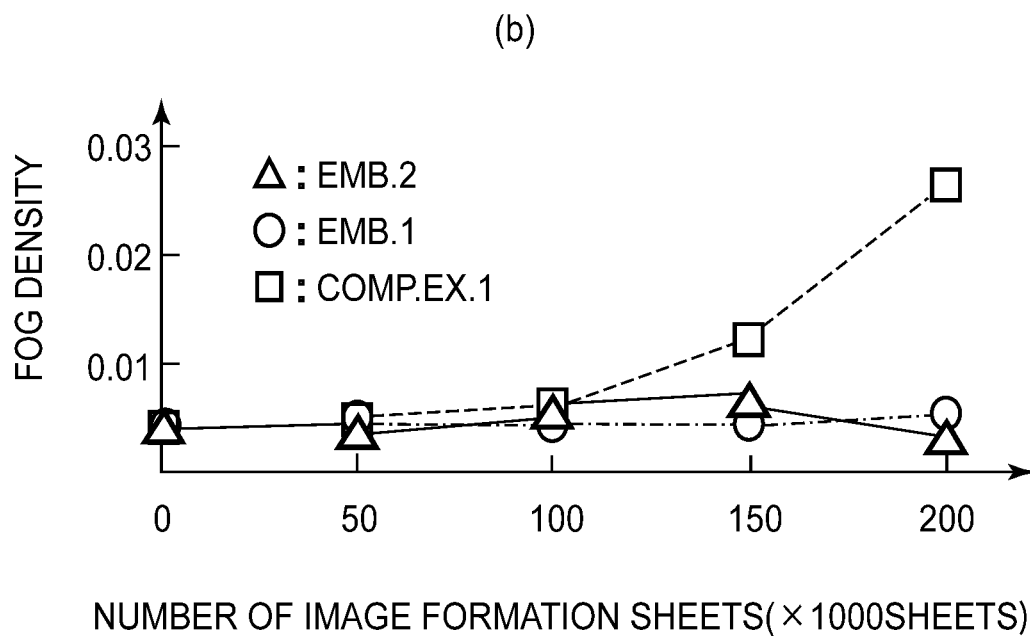 (b)
FOG DENSITY
0.03
0.02
0.01
△ : EMB.2
○ : EMB.1
□ : COMP.EX.1
0 50 100 150 200
NUMBER OF IMAGE FORMATION SHEETS(×1000SHEETS)